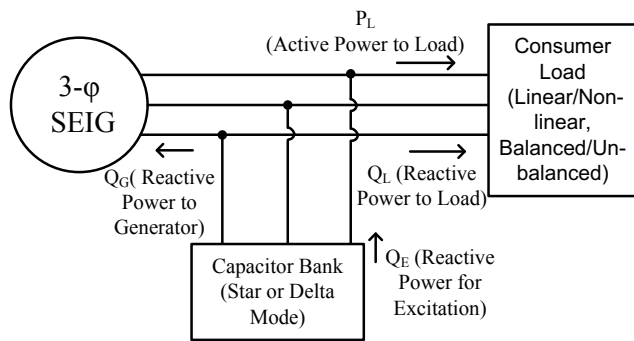 P_L
(Active Power to Load)
3-φ
SEIG
Consumer
Load
(Linear/Non-
linear,
Balanced/Un-
balanced)
Q_G( Reactive
Power to
Generator)
Q_L (Reactive
Power to Load)
Capacitor Bank
(Star or Delta
Mode)
Q_E (Reactive
Power for
Excitation)